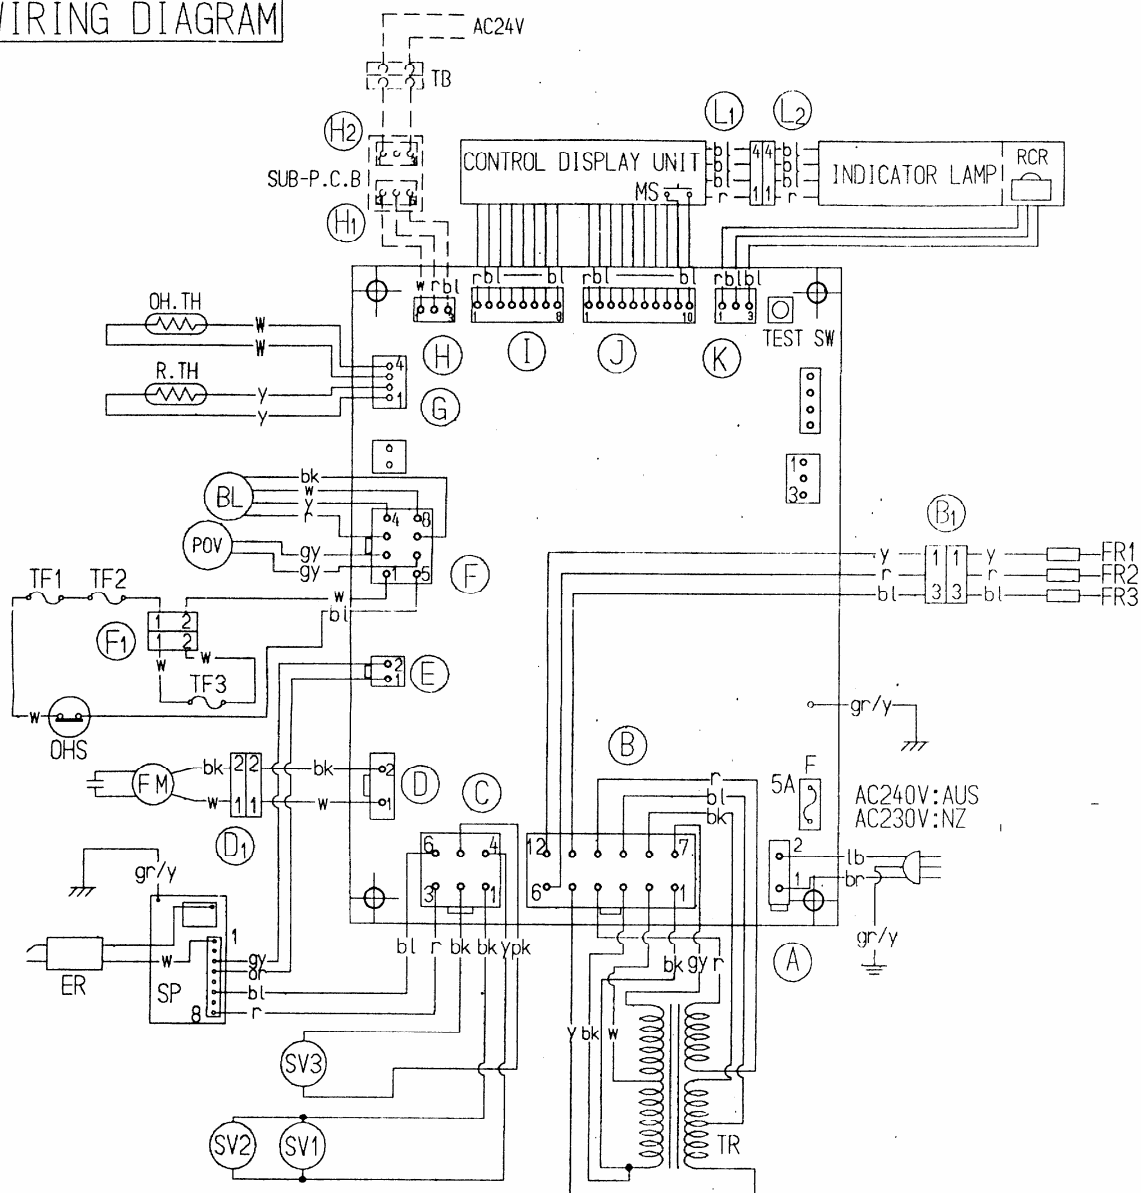 WIRING DIAGRAM
AC24V
TB
H2
SUB-P.C.B
H1
CONTROL DISPLAY UNIT
MS
L1
L2
bl 4 4 bl
bl bl
bl bl
r 1 1 r
INDICATOR LAMP
RCR
w r bl
1 3
r bl bl
1 8
r bl bl
1 10
r bl bl
1 3
TEST SW
H
I
J
K
OH.TH
w
w
R.TH
y
y
4
1
G
BL
bk
w
y
r
POV
gy
gy
4 8
1 5
F
1
3
B1
y 1 1 y FR1
r r FR2
bl 3 3 bl FR3
TF1
TF2
w
bl
1 2
1 2
F1
w
w
TF3
w
OHS
2
1
E
gr/y
FM
bk 2 2 bk
w 1 1 w
D1
2
1
D
C
B
r
bl
bk
F
5A
AC240V:AUS
AC230V:NZ
6 4
3 1
12 7
6 1
2
1
lb
br
gr/y
A
gr/y
ER
w
SP
1
8
gy
or
bl
r
bl r bk bk y pk
bk gy r
y bk w
SV3
SV2
SV1
TR